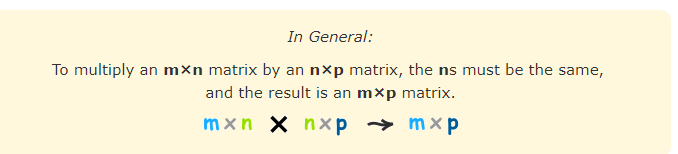 In General:
To multiply an m×n matrix by an n×p matrix, the ns must be the same,
and the result is an m×p matrix.
m×n × n×p → m×p